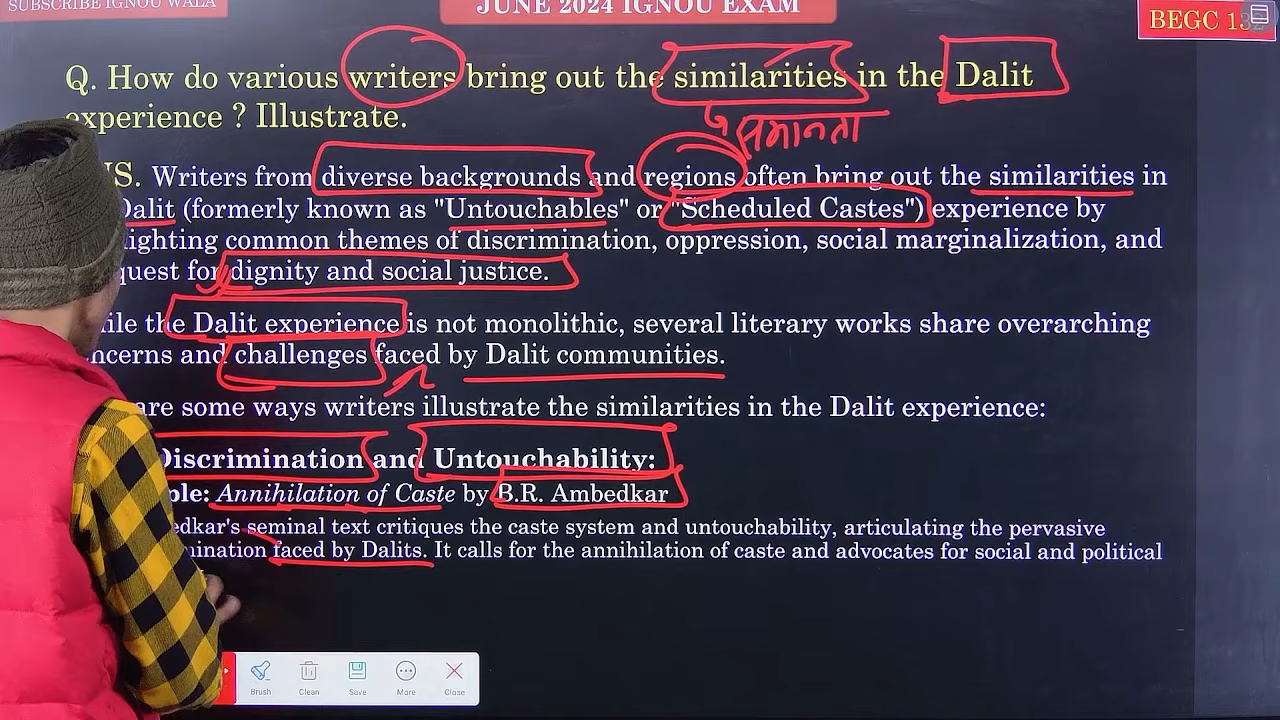 SUBSCRIBE IGNOU WALA
JUNE 2024 IGNOU EXAM
BEGC 13
Q. How do various writers bring out the similarities in the Dalit
experience ? Illustrate.
समानता
S. Writers from diverse backgrounds and regions often bring out the similarities in
Dalit (formerly known as "Untouchables" or "Scheduled Castes") experience by
lighting common themes of discrimination, oppression, social marginalization, and
quest for dignity and social justice.
ile the Dalit experience is not monolithic, several literary works share overarching
ncerns and challenges faced by Dalit communities.
are some ways writers illustrate the similarities in the Dalit experience:
Discrimination and Untouchability:
ple: Annihilation of Caste by B.R. Ambedkar
edkar's seminal text critiques the caste system and untouchability, articulating the pervasive
mination faced by Dalits. It calls for the annihilation of caste and advocates for social and political
Brush Clean Save More Close